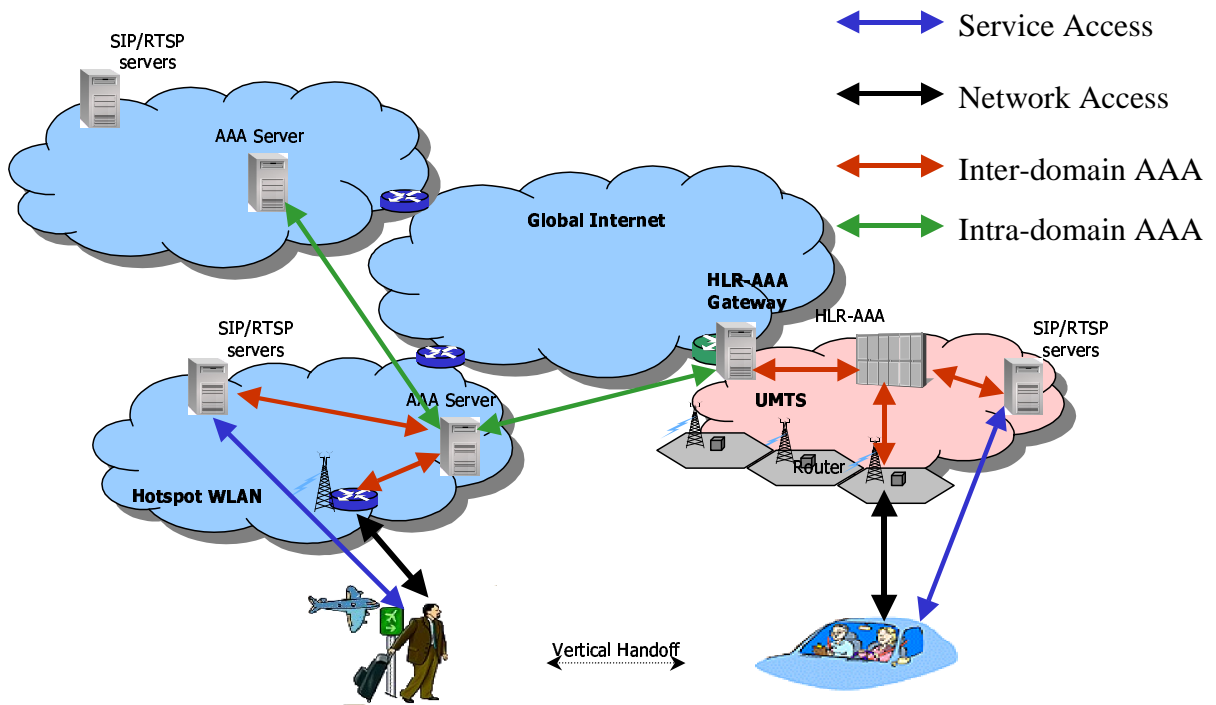 SIP/RTSP
servers
AAA Server
Service Access
Network Access
Inter-domain AAA
Intra-domain AAA
Global Internet
HLR-AAA
Gateway
HLR-AAA
SIP/RTSP
servers
SIP/RTSP
servers
AAA Server
UMTS
Router
Hotspot WLAN
Vertical Handoff